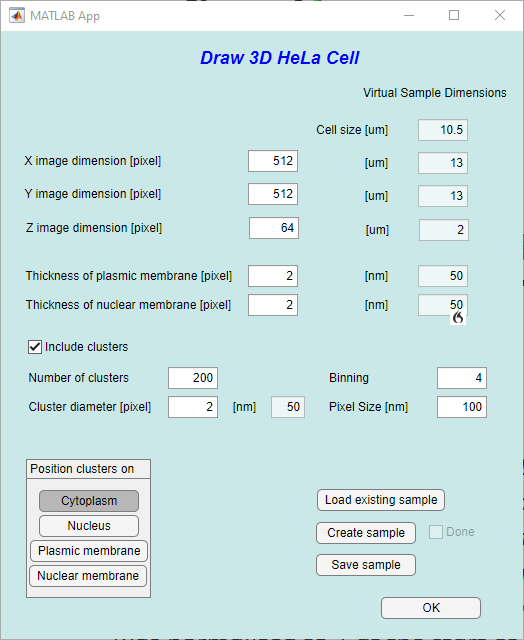 MATLAB App
Draw 3D HeLa Cell
Virtual Sample Dimensions
Cell size [um] 10.5
X image dimension [pixel] 512 [um] 13
Y image dimension [pixel] 512 [um] 13
Z image dimension [pixel] 64 [um] 2
Thickness of plasmic membrane [pixel] 2 [nm] 50
Thickness of nuclear membrane [pixel] 2 [nm] 50
Include clusters
Number of clusters 200 Binning 4
Cluster diameter [pixel] 2 [nm] 50 Pixel Size [nm] 100
Position clusters on
Cytoplasm
Nucleus
Plasmic membrane
Nuclear membrane
Load existing sample
Create sample Done
Save sample
OK